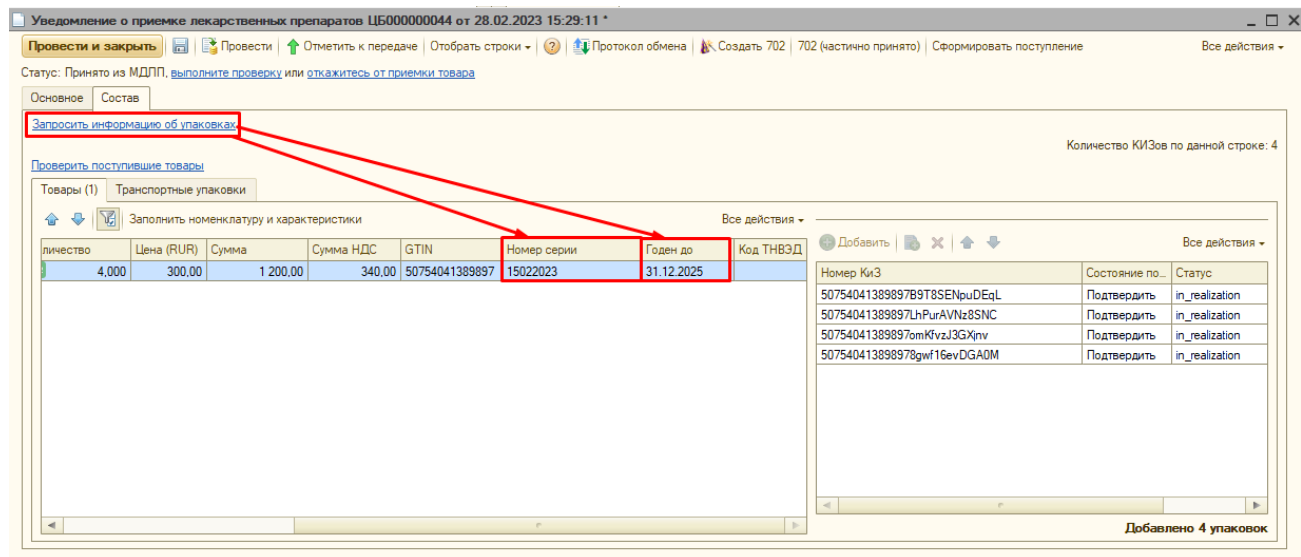 Уведомление о приемке лекарственных препаратов ЦБ000000044 от 28.02.2023 15:29:11 *
Провести и закрыть Провести Отметить к передаче Отобрать строки Протокол обмена Создать 702 702 (частично принято) Сформировать поступление Все действия
Статус: Принято из МДЛП, выполните проверку или откажитесь от приемки товара
Основное Состав
Запросить информацию об упаковках
Количество КИЗов по данной строке: 4
Проверить поступившие товары
Товары (1) Транспортные упаковки
Заполнить номенклатуру и характеристики Все действия
Добавить Все действия
личество Цена (RUR) Сумма Сумма НДС GTIN Номер серии Годен до Код ТНВЭД
4,000 300,00 1 200,00 340,00 50754041389897 15022023 31.12.2025
Номер КиЗ Состояние по... Статус
50754041389897B9T8SENpuDEqL Подтвердить in_realization
50754041389897LhPurAVNz8SNC Подтвердить in_realization
50754041389897omKfvzJ3GXjnv Подтвердить in_realization
507540413898978gwf16evDGA0M Подтвердить in_realization
Добавлено 4 упаковок